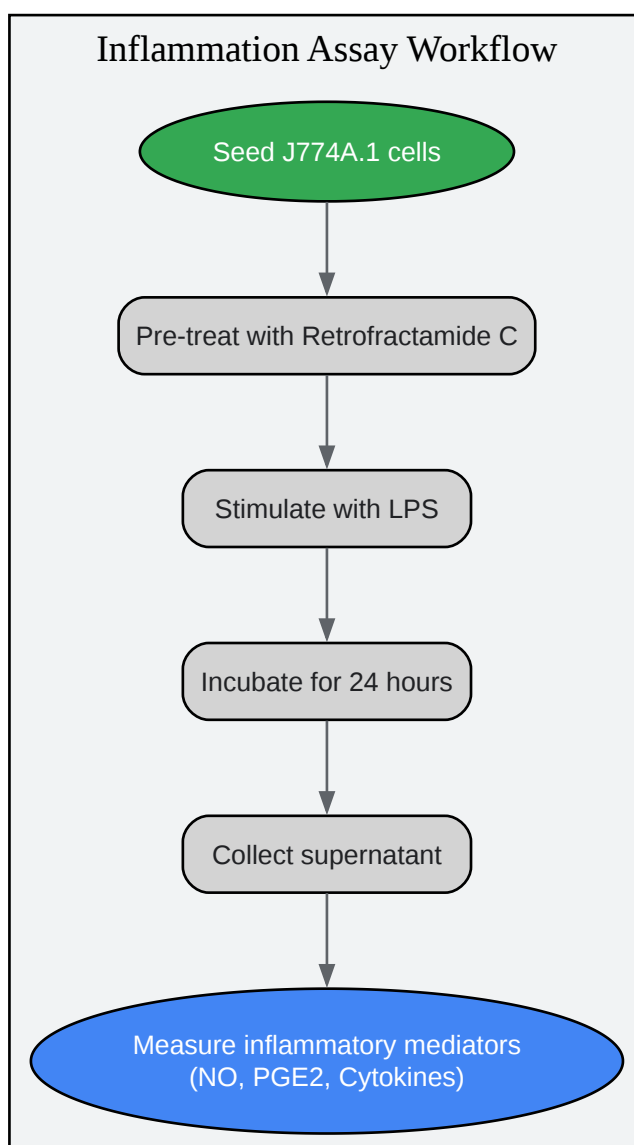 Inflammation Assay Workflow
Seed J774A.1 cells
Pre-treat with Retrofractamide C
Stimulate with LPS
Incubate for 24 hours
Collect supernatant
Measure inflammatory mediators
(NO, PGE2, Cytokines)